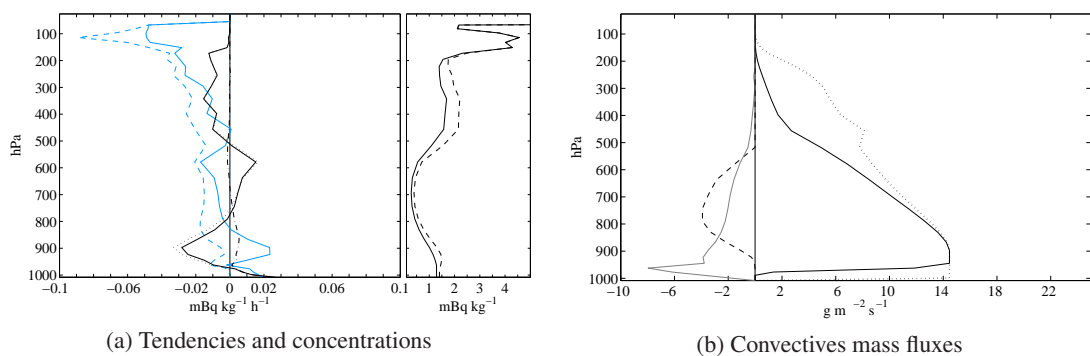 100
200
300
400
500
600
700
800
900
1000
hPa
−0.1 −0.06 −0.02 0 0.02 0.06 0.1
mBq kg⁻¹ h⁻¹
1 2 3 4
mBq kg⁻¹
(a) Tendencies and concentrations
100
200
300
400
500
600
700
800
900
1000
hPa
−10 −6 −2 0 2 6 10 14 18 22
g m⁻² s⁻¹
(b) Convectives mass fluxes